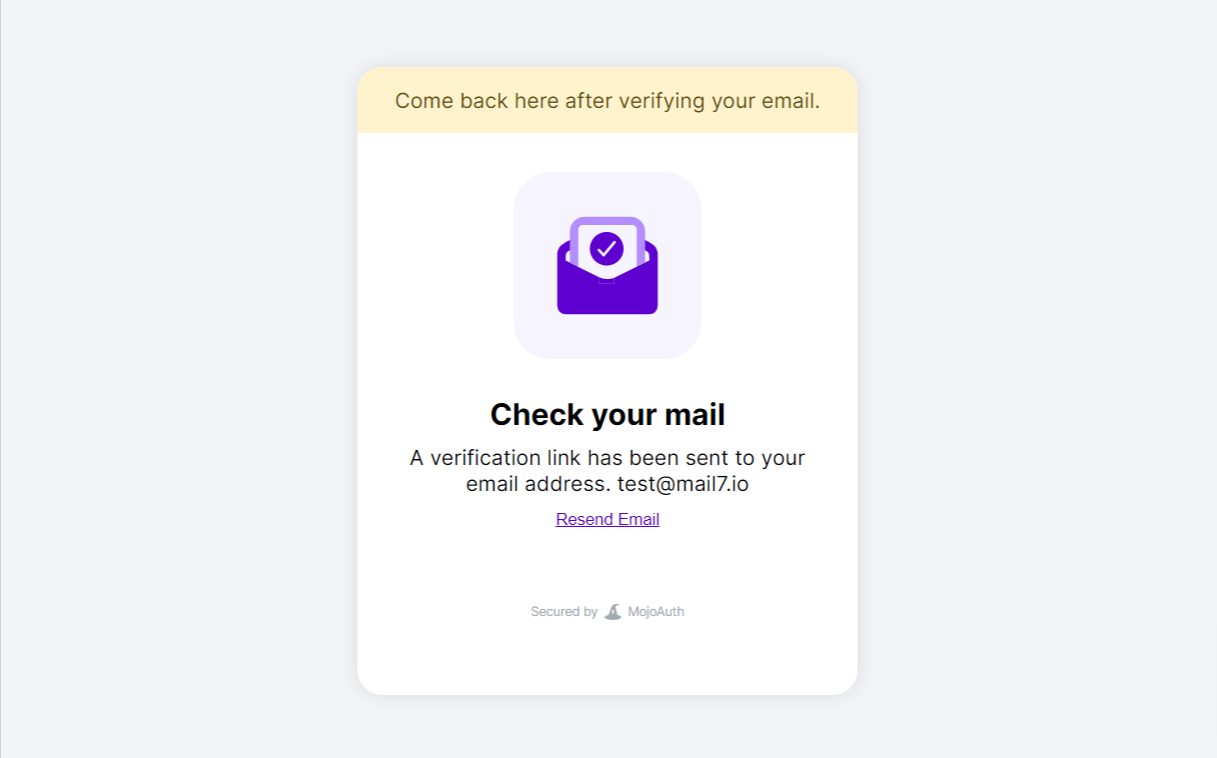 Come back here after verifying your email.
Check your mail
A verification link has been sent to your
email address. test@mail7.io
Resend Email
Secured by MojoAuth